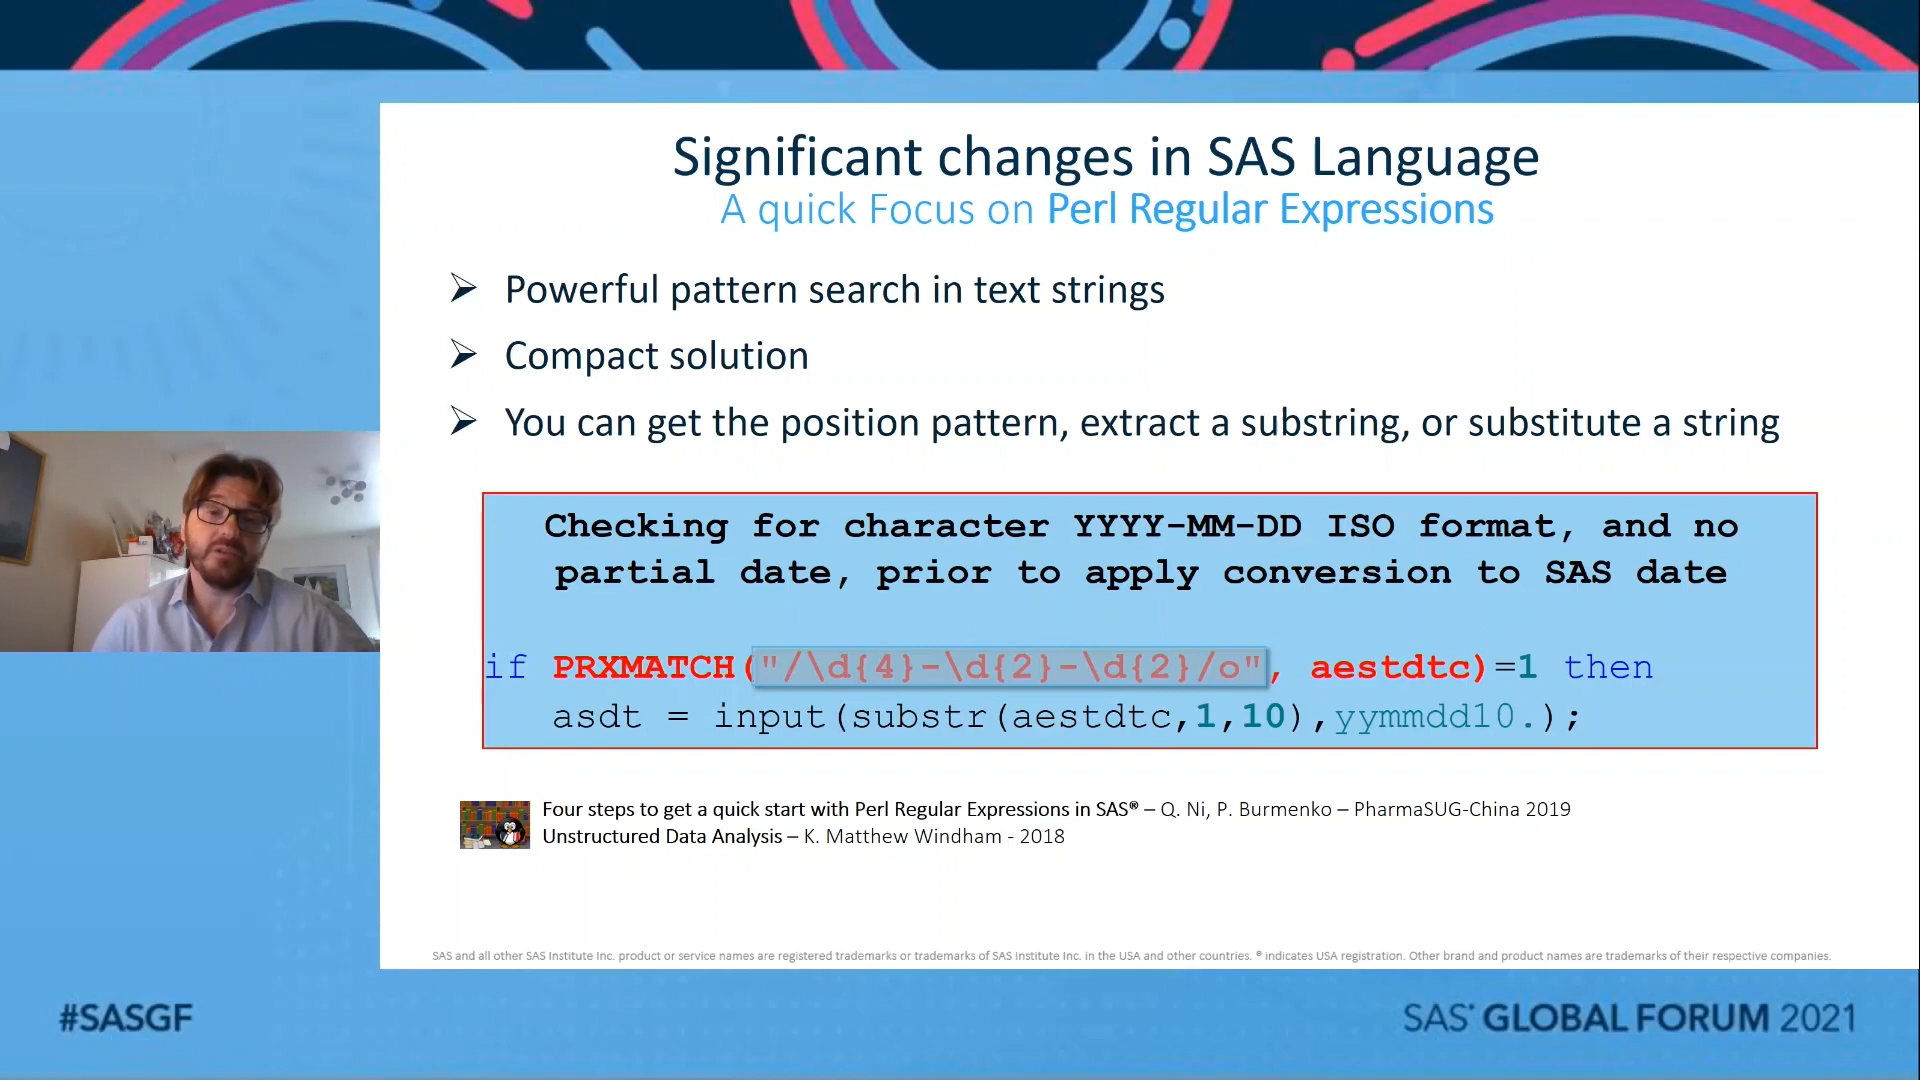 Significant changes in SAS Language
A quick Focus on Perl Regular Expressions
➢ Powerful pattern search in text strings
➢ Compact solution
➢ You can get the position pattern, extract a substring, or substitute a string
Checking for character YYYY-MM-DD ISO format, and no
partial date, prior to apply conversion to SAS date
if PRXMATCH("/\d{4}-\d{2}-\d{2}/o", aestdtc)=1 then
asdt = input(substr(aestdtc,1,10),yymmdd10.);
Four steps to get a quick start with Perl Regular Expressions in SAS® – Q. Ni, P. Burmenko – PharmaSUG-China 2019
Unstructured Data Analysis – K. Matthew Windham - 2018
SAS and all other SAS Institute Inc. product or service names are registered trademarks or trademarks of SAS Institute Inc. in the USA and other countries. ® indicates USA registration. Other brand and product names are trademarks of their respective companies.
#SASGF
SAS® GLOBAL FORUM 2021